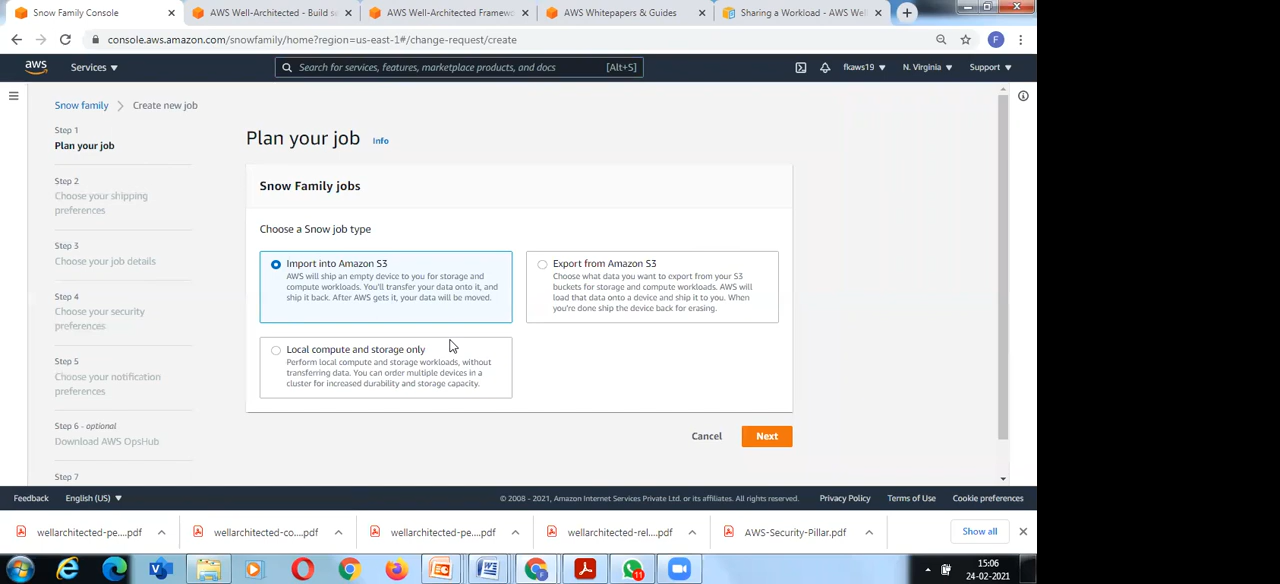 Snow Family Console
AWS Well-Architected - Build se
AWS Well-Architected Framewo
AWS Whitepapers & Guides
Sharing a Workload - AWS Well
console.aws.amazon.com/snowfamily/home?region=us-east-1#/change-request/create
F
aws
Services
Search for services, features, marketplace products, and docs
[Alt+S]
fkaws19
N. Virginia
Support
Snow family
Create new job
Step 1
Plan your job
Step 2
Choose your shipping
preferences
Step 3
Choose your job details
Step 4
Choose your security
preferences
Step 5
Choose your notification
preferences
Step 6 - optional
Download AWS OpsHub
Step 7
Plan your job
Info
Snow Family jobs
Choose a Snow job type
Import into Amazon S3
AWS will ship an empty device to you for storage and
compute workloads. You'll transfer your data onto it, and
ship it back. After AWS gets it, your data will be moved.
Export from Amazon S3
Choose what data you want to export from your S3
buckets for storage and compute workloads. AWS will
load that data onto a device and ship it to you. When
you're done ship the device back for erasing.
Local compute and storage only
Perform local compute and storage workloads, without
transferring data. You can order multiple devices in a
cluster for increased durability and storage capacity.
Cancel
Next
Feedback
English (US)
© 2008 - 2021, Amazon Internet Services Private Ltd. or its affiliates. All rights reserved.
Privacy Policy
Terms of Use
Cookie preferences
wellarchitected-pe....pdf
wellarchitected-co....pdf
wellarchitected-pe....pdf
wellarchitected-rel....pdf
AWS-Security-Pillar.pdf
Show all
11
15:06
24-02-2021